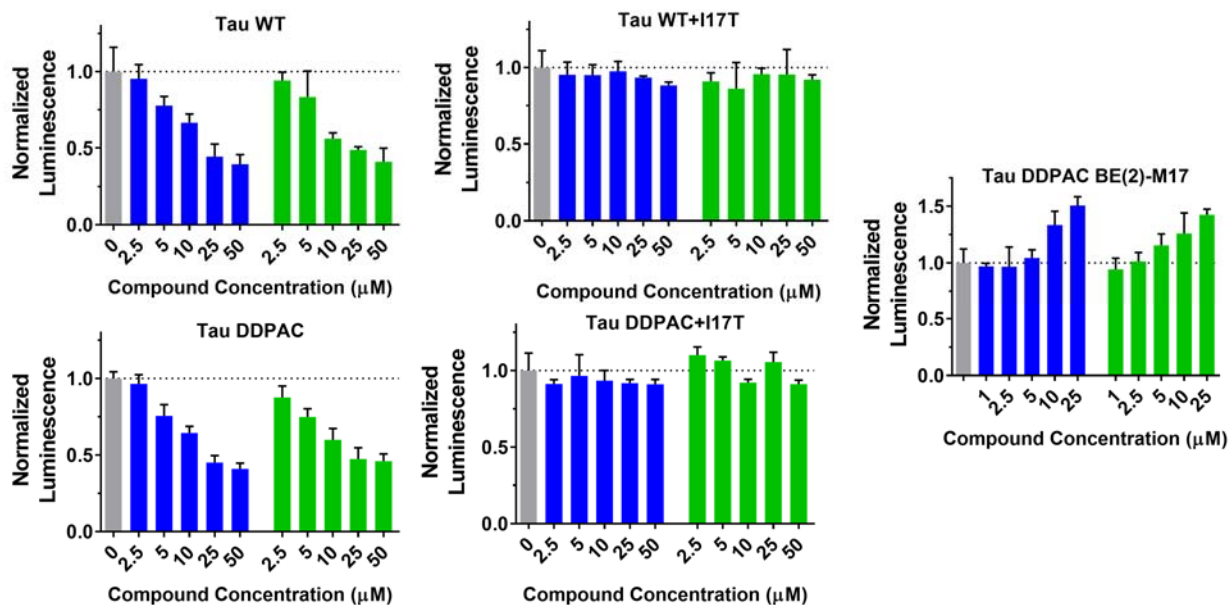 Tau WT
Normalized
Luminescence
1.0
0.5
0.0
0 2.5 5 10 25 50 2.5 5 10 25 50
Compound Concentration (μM)
Tau WT+I17T
Normalized
Luminescence
1.0
0.5
0.0
0 2.5 5 10 25 50 2.5 5 10 25 50
Compound Concentration (μM)
Tau DDPAC
Normalized
Luminescence
1.0
0.5
0.0
0 2.5 5 10 25 50 2.5 5 10 25 50
Compound Concentration (μM)
Tau DDPAC+I17T
Normalized
Luminescence
1.0
0.5
0.0
0 2.5 5 10 25 50 2.5 5 10 25 50
Compound Concentration (μM)
Tau DDPAC BE(2)-M17
Normalized
Luminescence
1.5
1.0
0.5
0.0
0 1 2.5 5 10 25 1 2.5 5 10 25
Compound Concentration (μM)